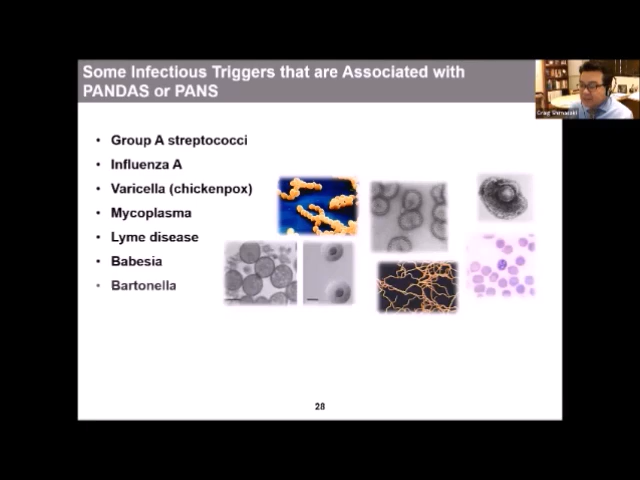 Some Infectious Triggers that are Associated with
PANDAS or PANS
• Group A streptococci
• Influenza A
• Varicella (chickenpox)
• Mycoplasma
• Lyme disease
• Babesia
• Bartonella
28
Craig